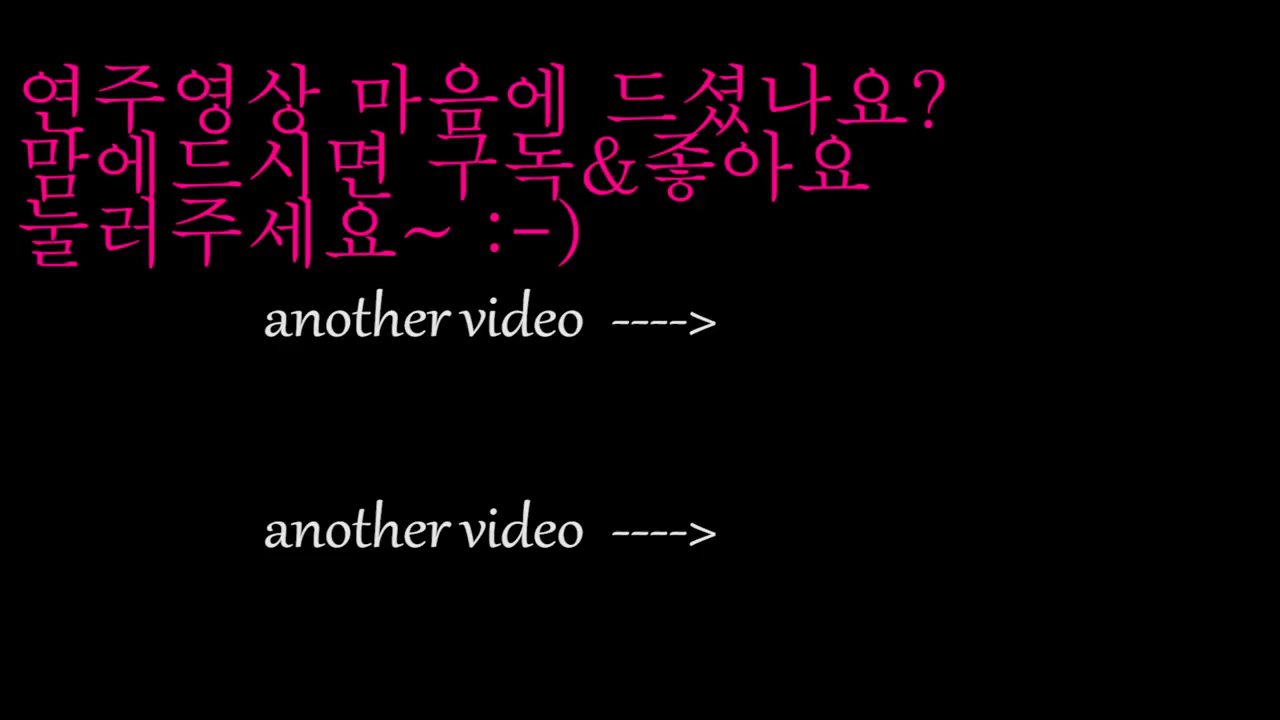 연주영상 마음에 드셨나요?
맘에드시면 구독&좋아요
눌러주세요~ :-)
another video ---->
another video ---->